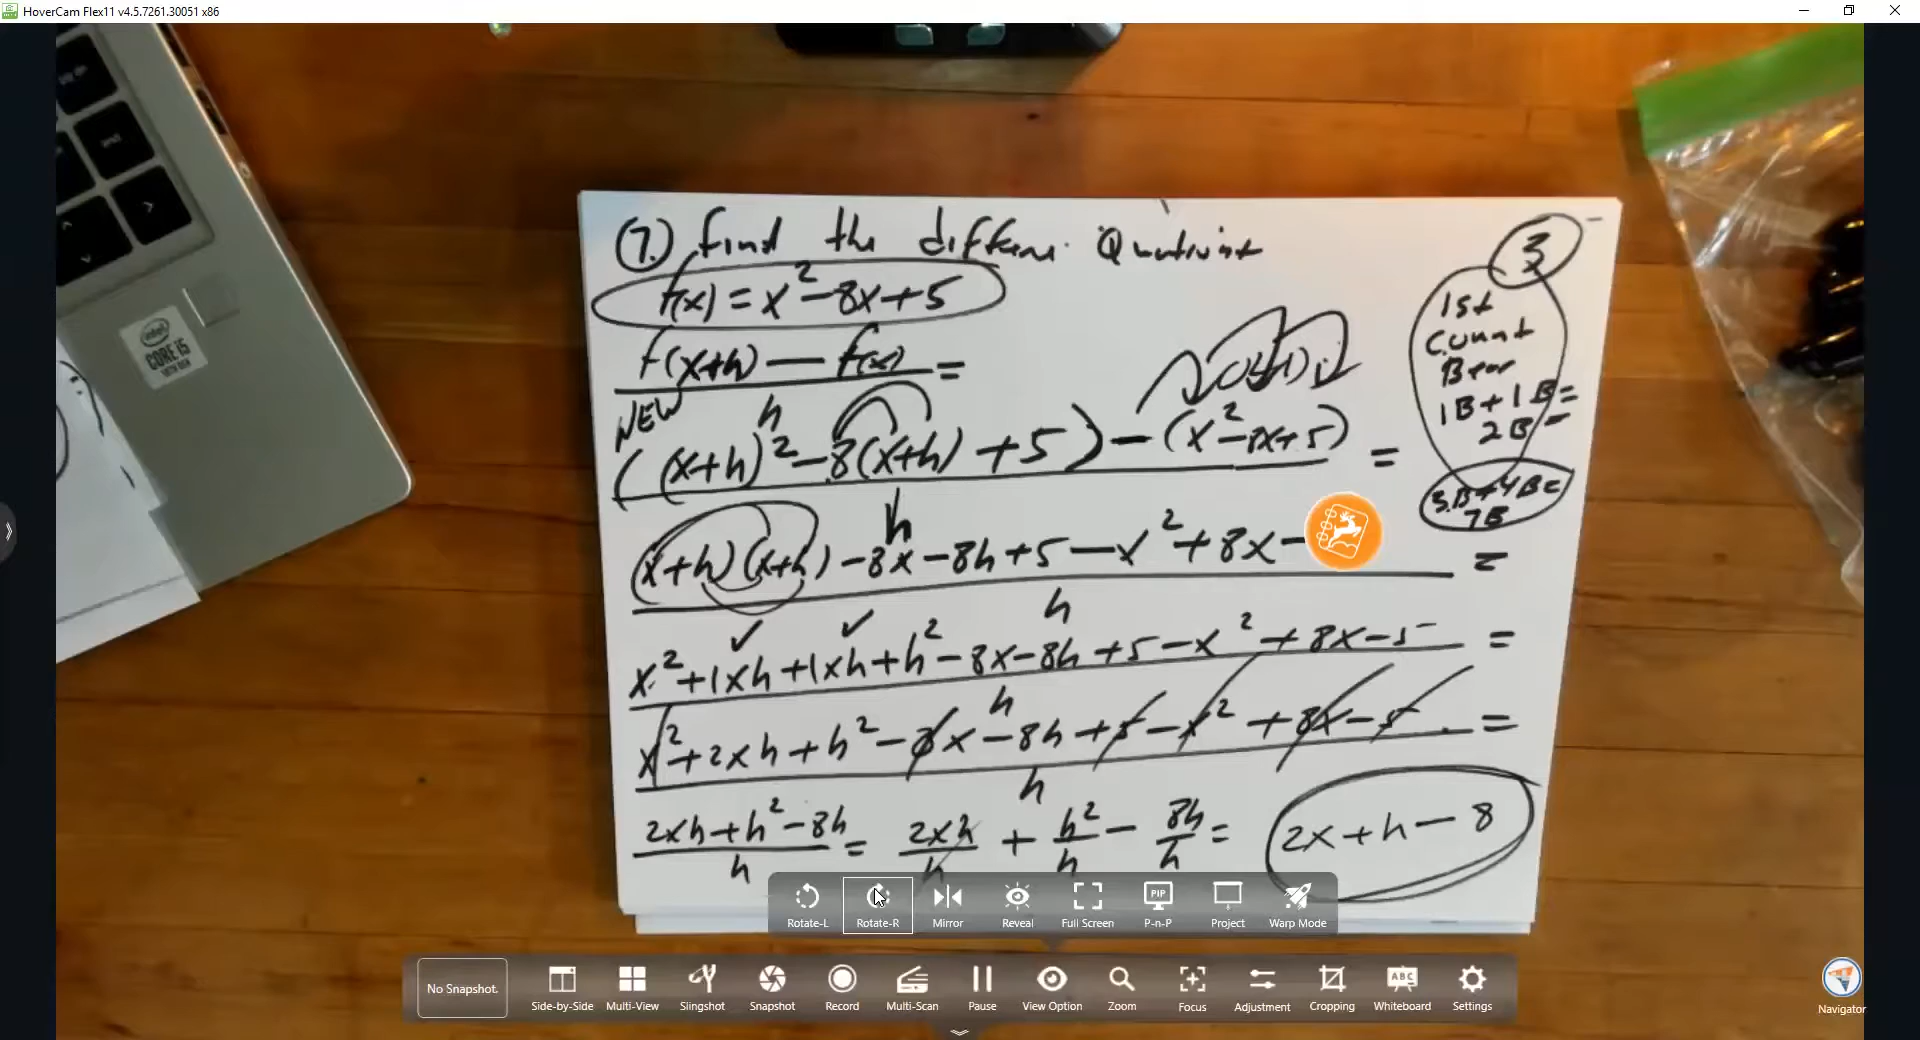 HoverCam Flex11 v4.5.7261.30051 x86
end
intel
CORE i5
7. Find the differenc Quotient
3
f(x) = x² - 8x + 5
1st
Count
Bear
1B + 1B =
2B =
3B + 4B =
7B
f(x+h) - f(x) =
h
NEW
((x+h)² - 8(x+h) + 5) - (x² - 8x + 5) =
h
(x+h)(x+h) - 8x - 8h + 5 - x² + 8x - =
h
x² + 1xh + 1xh + h² - 8x - 8h + 5 - x² + 8x - 5 =
h
x² + 2xh + h² - 8x - 8h + 5 - x² + 8x - 5 =
h
2xh + h² - 8h = 2xh + h² - 8h = 2x + h - 8
h h h h
Rotate-L Rotate-R Mirror Reveal Full Screen P-n-P Project Warp Mode
PIP
No Snapshot.
ABC
Side-by-Side Multi-View Slingshot Snapshot Record Multi-Scan Pause View Option Zoom Focus Adjustment Cropping Whiteboard Settings
Navigator